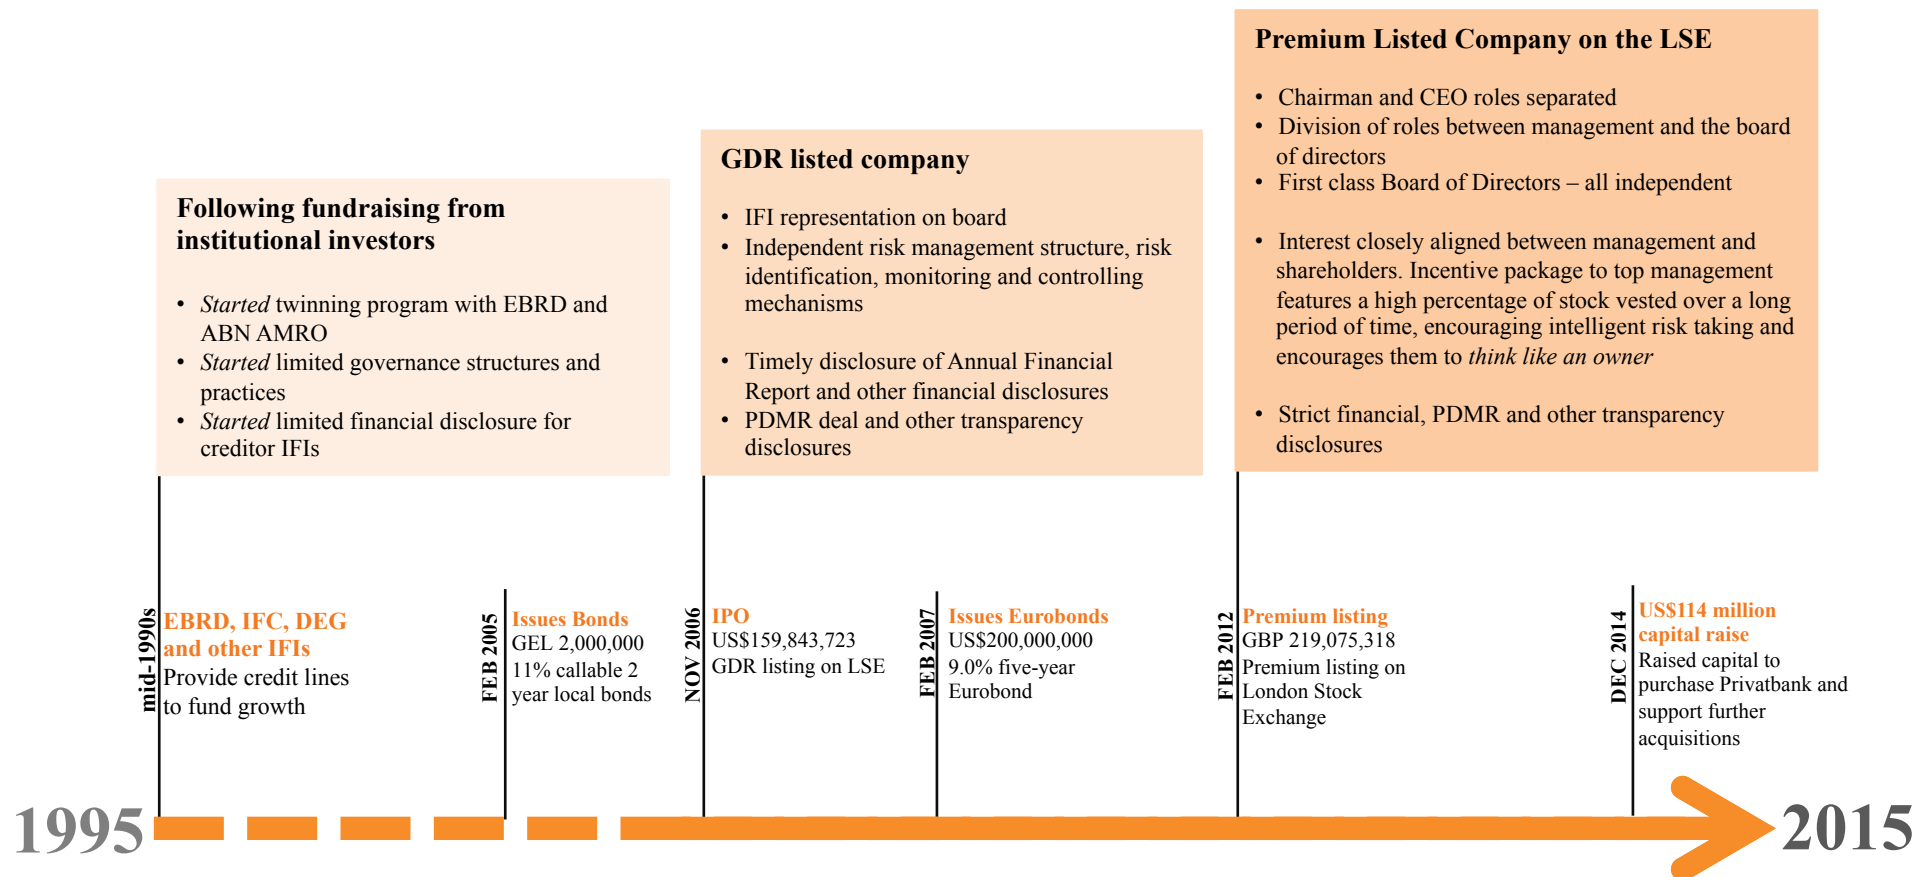 Following fundraising from
institutional investors
• Started twinning program with EBRD and
ABN AMRO
• Started limited governance structures and
practices
• Started limited financial disclosure for
creditor IFIs
GDR listed company
• IFI representation on board
• Independent risk management structure, risk
identification, monitoring and controlling
mechanisms
• Timely disclosure of Annual Financial
Report and other financial disclosures
• PDMR deal and other transparency
disclosures
Premium Listed Company on the LSE
• Chairman and CEO roles separated
• Division of roles between management and the board
of directors
• First class Board of Directors – all independent
• Interest closely aligned between management and
shareholders. Incentive package to top management
features a high percentage of stock vested over a long
period of time, encouraging intelligent risk taking and
encourages them to think like an owner
• Strict financial, PDMR and other transparency
disclosures
mid-1990s
EBRD, IFC, DEG
and other IFIs
Provide credit lines
to fund growth
FEB 2005
Issues Bonds
GEL 2,000,000
11% callable 2
year local bonds
NOV 2006
IPO
US$159,843,723
GDR listing on LSE
FEB 2007
Issues Eurobonds
US$200,000,000
9.0% five-year
Eurobond
FEB 2012
Premium listing
GBP 219,075,318
Premium listing on
London Stock
Exchange
DEC 2014
US$114 million
capital raise
Raised capital to
purchase Privatbank and
support further
acquisitions
1995
2015